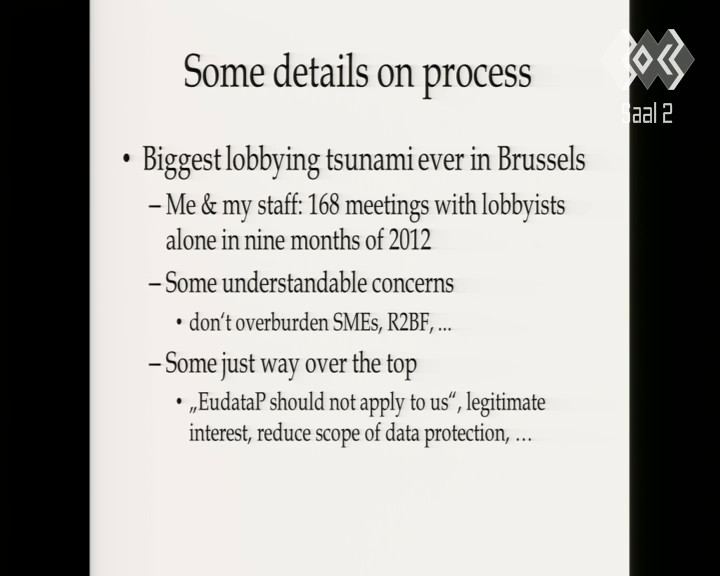 Some details on process
• Biggest lobbying tsunami ever in Brussels
– Me & my staff: 168 meetings with lobbyists
alone in nine months of 2012
– Some understandable concerns
• don‘t overburden SMEs, R2BF, ...
– Some just way over the top
• „EudataP should not apply to us“, legitimate
interest, reduce scope of data protection, …
Saal 2